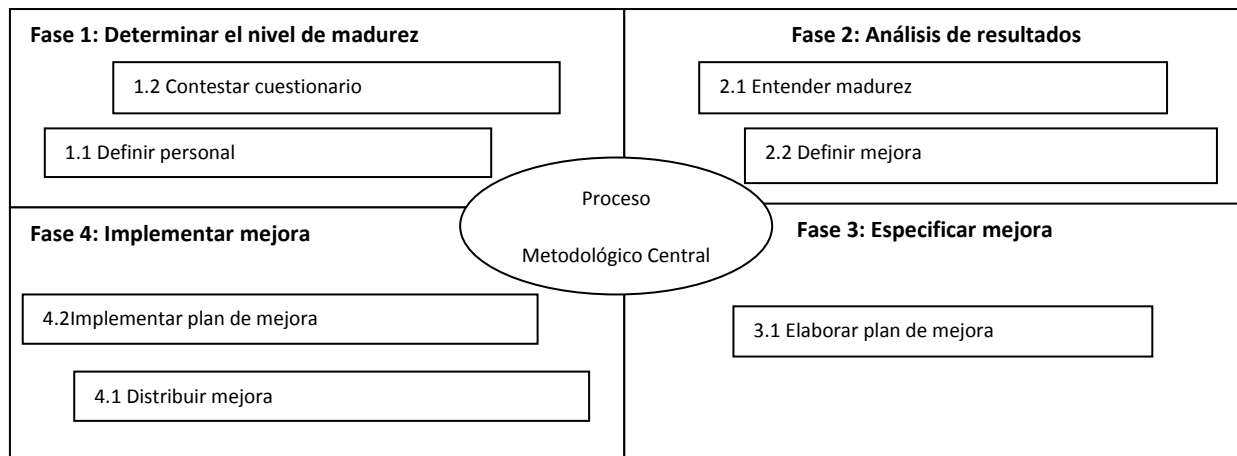 Fase 1: Determinar el nivel de madurez
1.2 Contestar cuestionario
1.1 Definir personal
Fase 2: Análisis de resultados
2.1 Entender madurez
2.2 Definir mejora
Proceso
Metodológico Central
Fase 4: Implementar mejora
4.2Implementar plan de mejora
4.1 Distribuir mejora
Fase 3: Especificar mejora
3.1 Elaborar plan de mejora